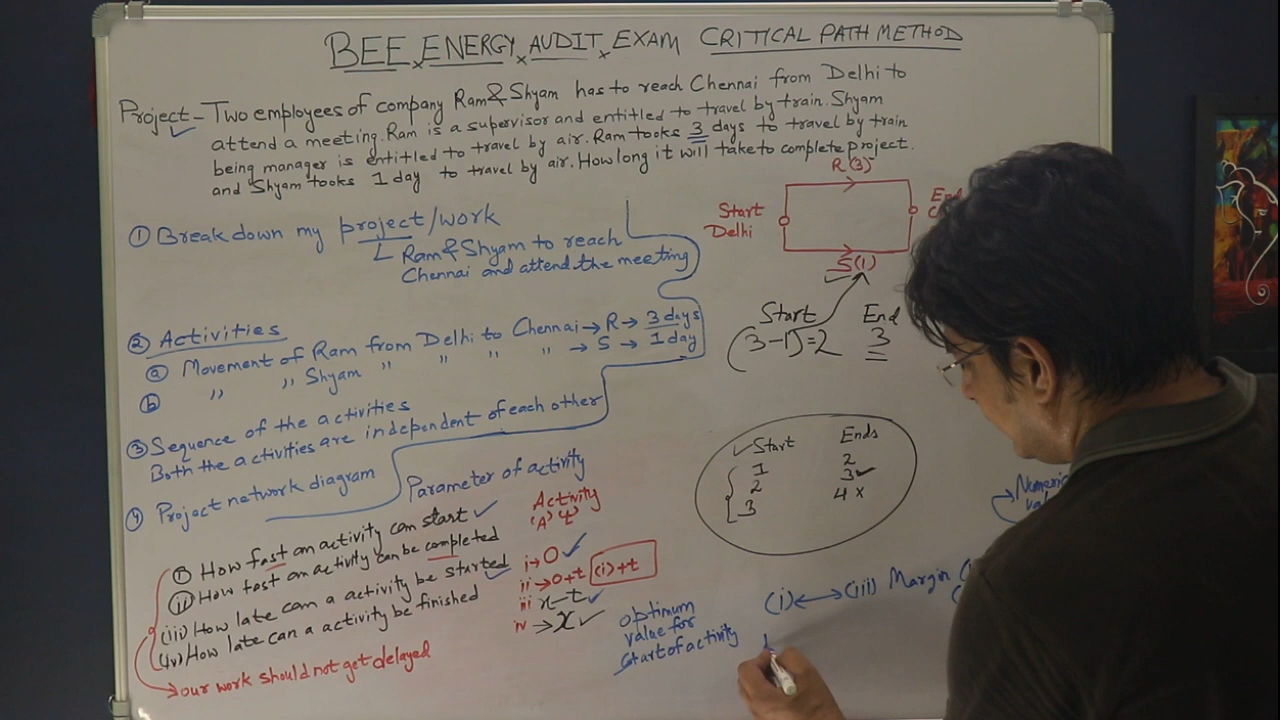 BEE ENERGY AUDIT EXAM CRITICAL PATH METHOD
Project - Two employees of company Ram & Shyam has to reach Chennai from Delhi to
attend a meeting. Ram is a supervisor and entitled to travel by train. Shyam
being manager is entitled to travel by air. Ram tooks 3 days to travel by train
and Shyam tooks 1 day to travel by air. How long it will take to complete project.
① Break down my project/work
Ram & Shyam to reach
Chennai and attend the meeting
② Activities
ⓐ Movement of Ram from Delhi to Chennai → R → 3 days
ⓑ " " Shyam " " " " → S → 1 day
③ Sequence of the activities
Both the activities are independent of each other
④ Project network diagram
R (3)
Start
Delhi
End
S(1)
Start End
(3-1)=2 3
Start Ends
1 2
2 3 ✓
3 4 x
Parameter of activity
(i) How fast an activity can start ✓
(ii) How fast an activity can be completed
(iii) How late can a activity be started ✓
(iv) How late can a activity be finished
→ our work should not get delayed
Activity
'A' 't'
i → 0 ✓
ii → 0+t (i)+t
iii x-t ✓
iv → x ✓
optimum
value for
start of activity
(i) ↔ (iii) Margin